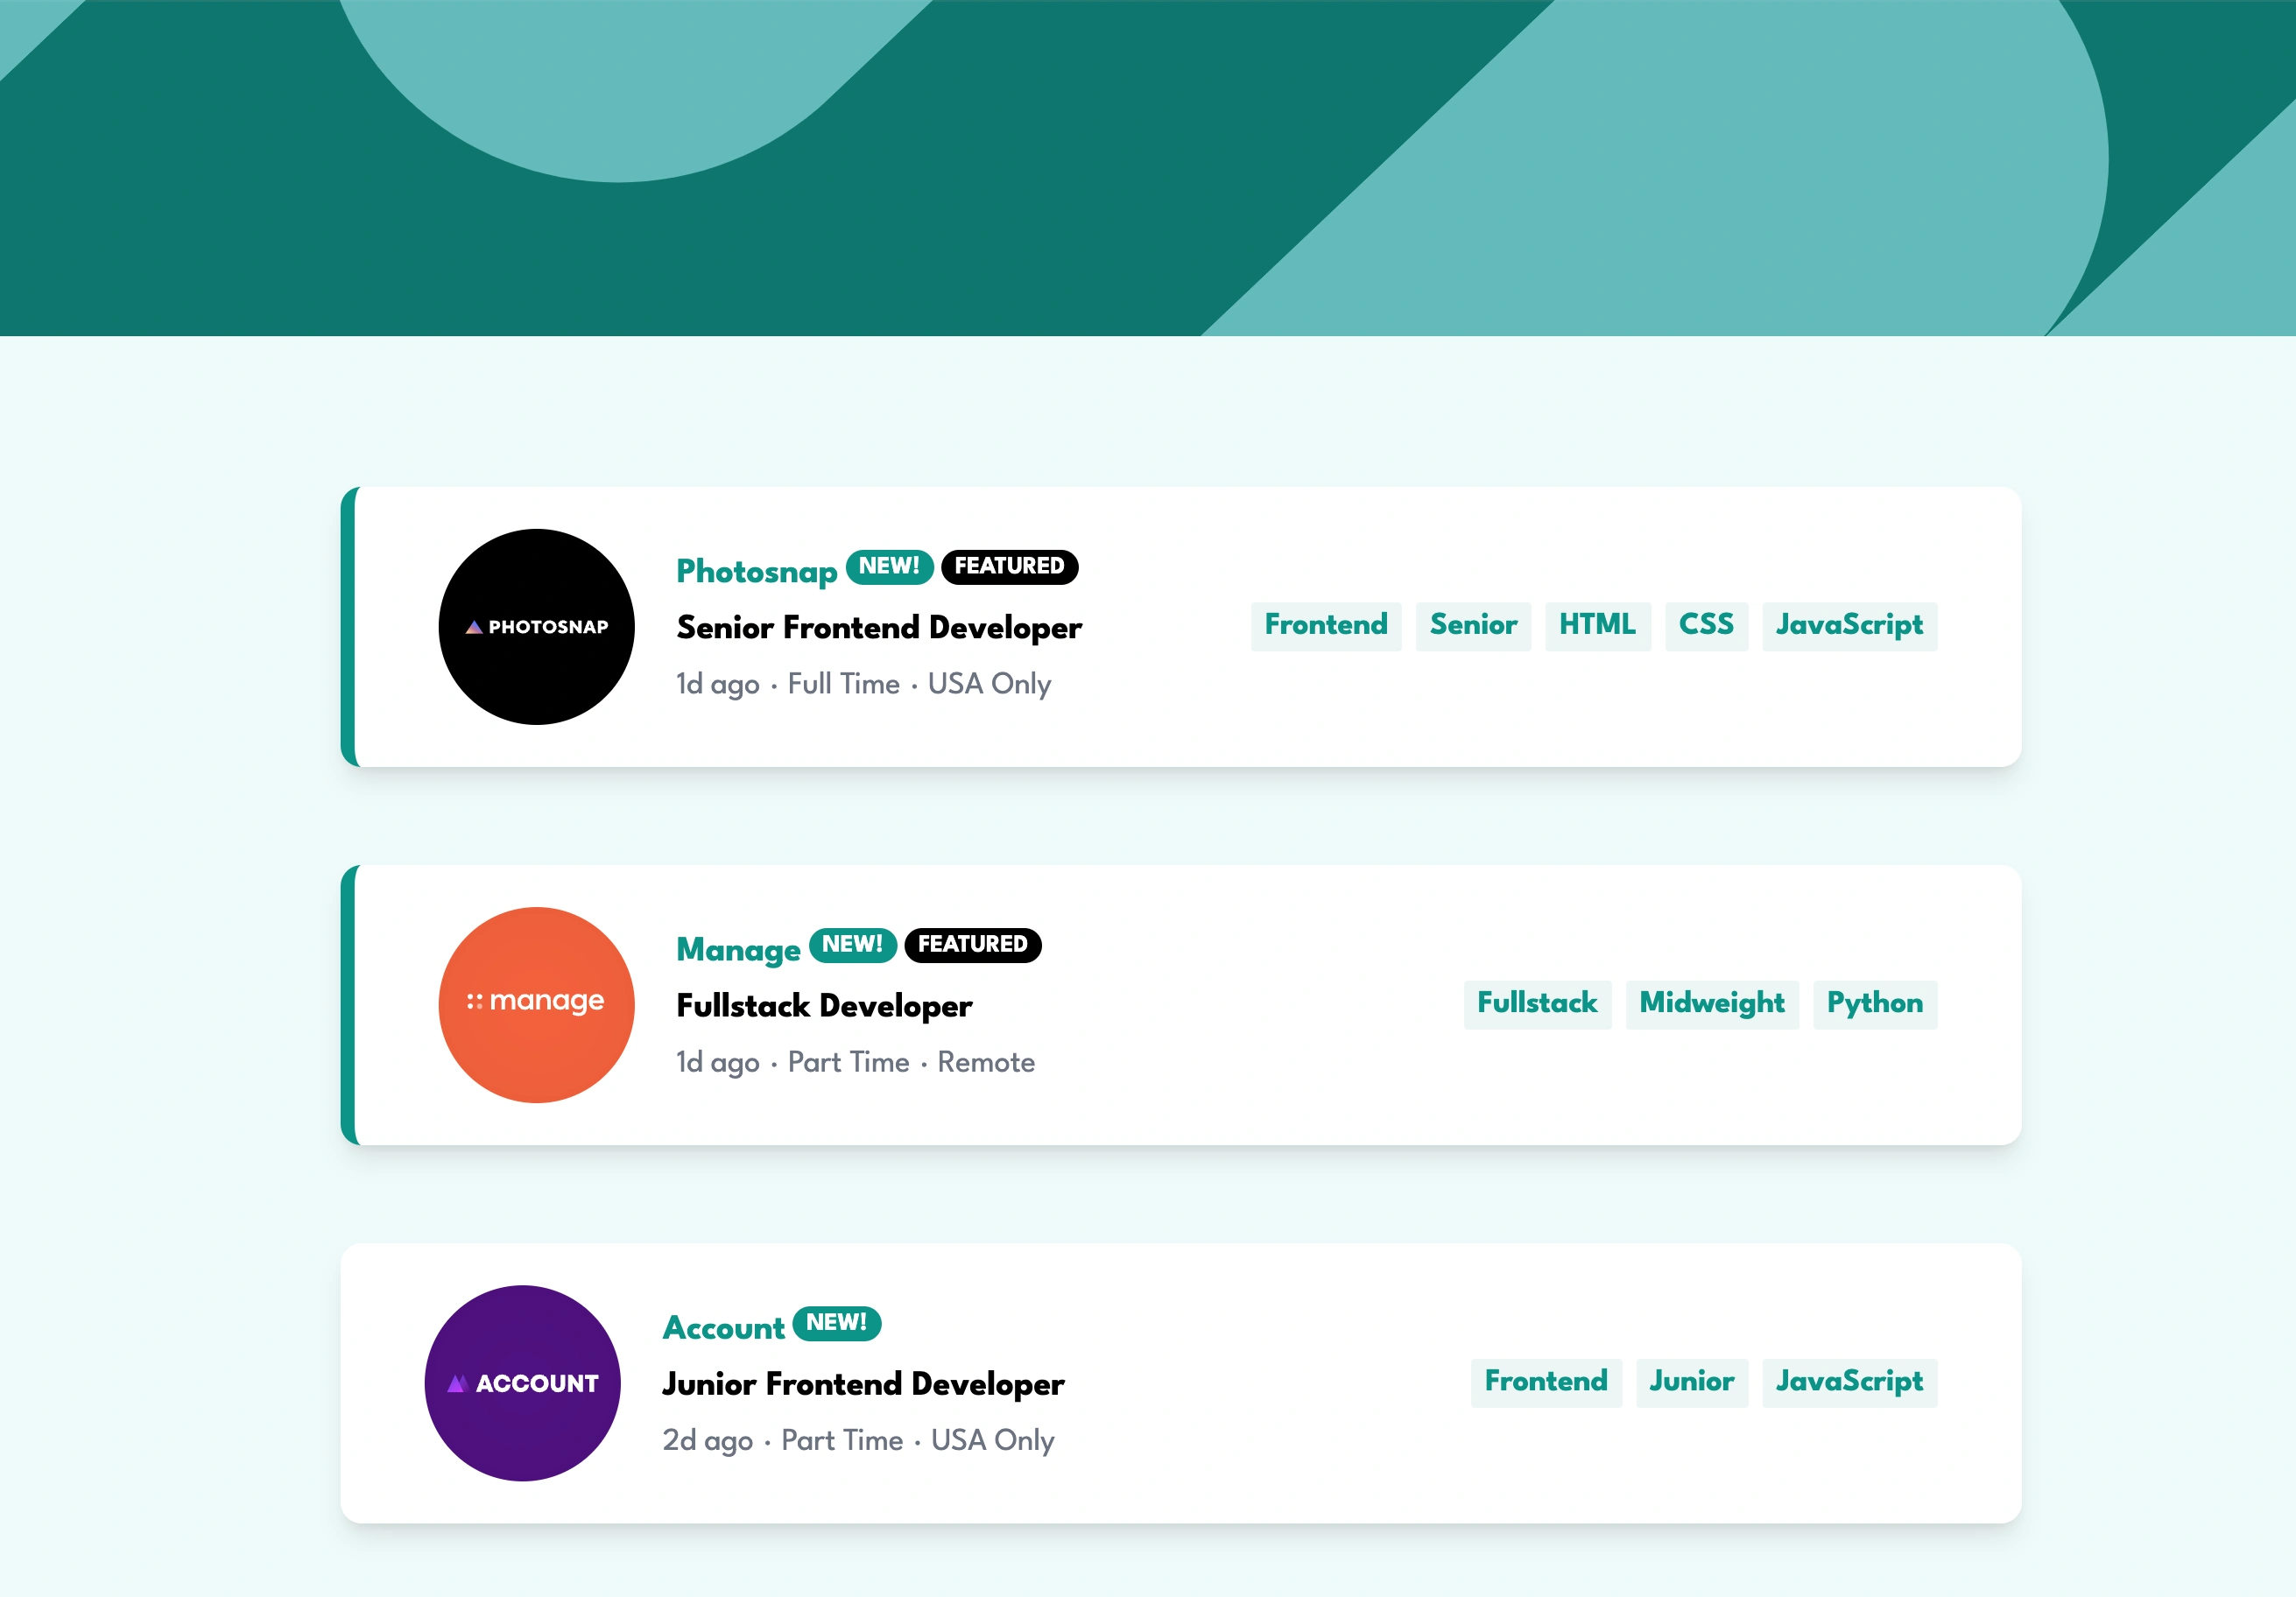 PHOTOSNAP
Photosnap NEW! FEATURED
Senior Frontend Developer
1d ago · Full Time · USA Only
Frontend Senior HTML CSS JavaScript
manage
Manage NEW! FEATURED
Fullstack Developer
1d ago · Part Time · Remote
Fullstack Midweight Python
ACCOUNT
Account NEW!
Junior Frontend Developer
2d ago · Part Time · USA Only
Frontend Junior JavaScript